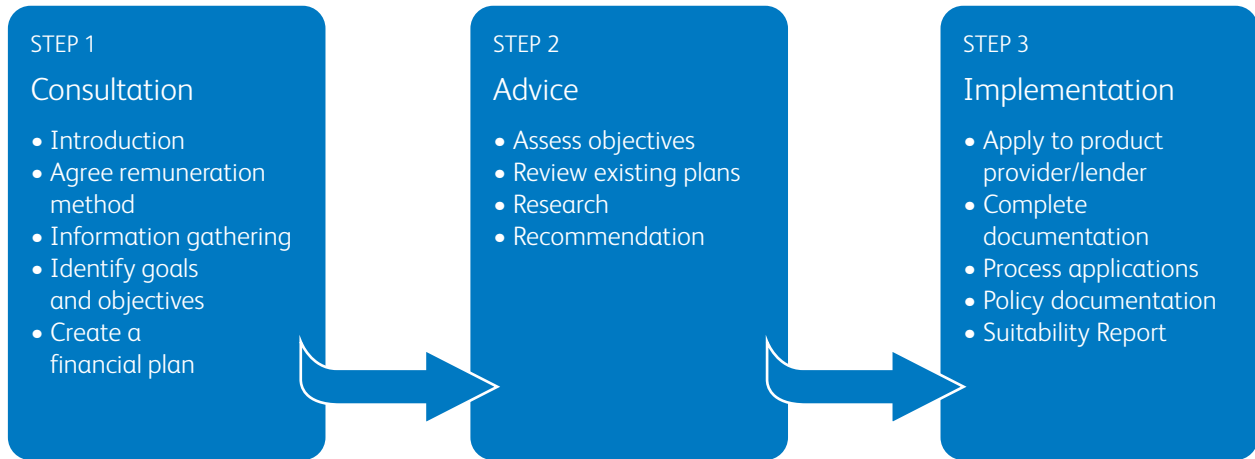 STEP 1
Consultation
• Introduction
• Agree remuneration
method
• Information gathering
• Identify goals
and objectives
• Create a
financial plan
STEP 2
Advice
• Assess objectives
• Review existing plans
• Research
• Recommendation
STEP 3
Implementation
• Apply to product
provider/lender
• Complete
documentation
• Process applications
• Policy documentation
• Suitability Report